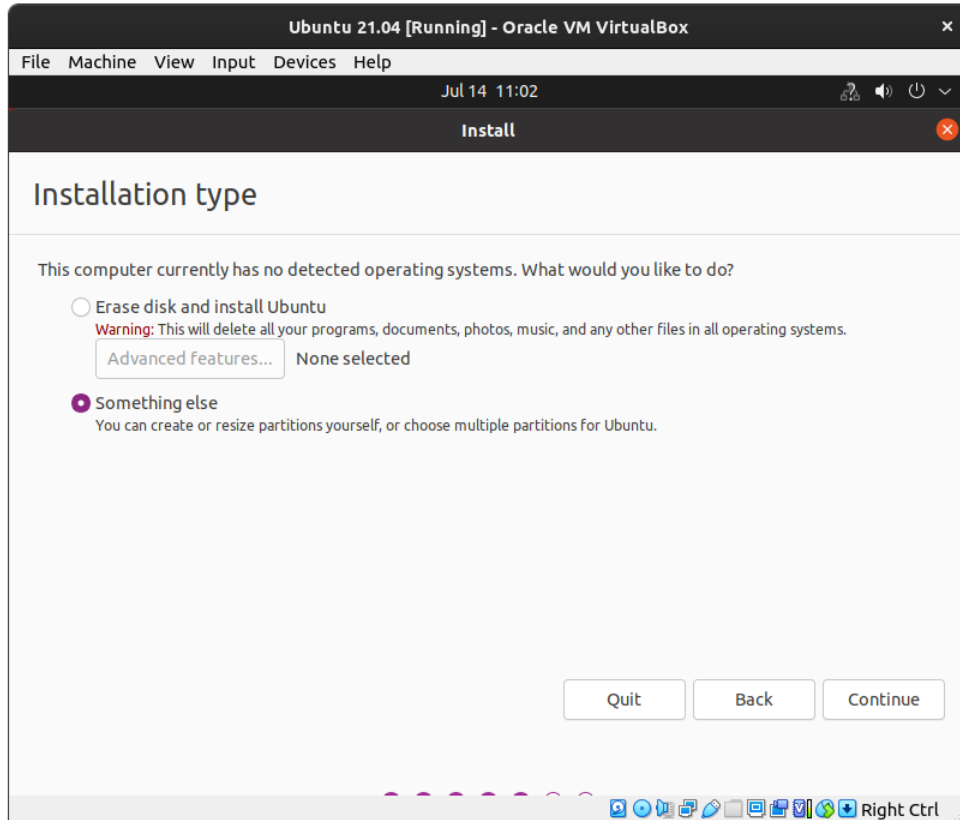 Ubuntu 21.04 [Running] - Oracle VM VirtualBox
File Machine View Input Devices Help
Jul 14 11:02
Install
Installation type
This computer currently has no detected operating systems. What would you like to do?
Erase disk and install Ubuntu
Warning: This will delete all your programs, documents, photos, music, and any other files in all operating systems.
Advanced features... None selected
Something else
You can create or resize partitions yourself, or choose multiple partitions for Ubuntu.
Quit Back Continue
Right Ctrl